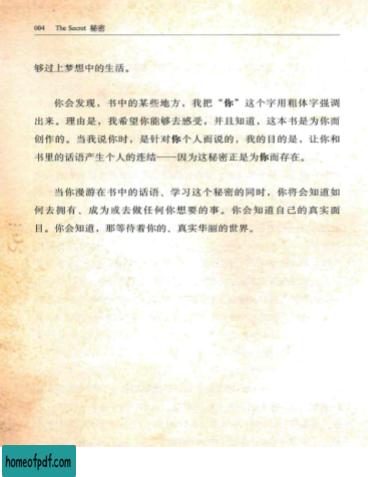 004 The Secret 秘密
够过上梦想中的生活。
你会发现，书中的某些地方，我把“你”这个字用粗体字强调
出来。理由是，我希望你能够去感受，并且知道，这本书是为你而
创作的。当我说你时，是针对你个人而说的，我的目的是，让你和
书里的话语产生个人的连结——因为这秘密正是为你而存在。
当你漫游在书中的话语、学习这个秘密的同时，你将会知道如
何去拥有、成为或去做任何你想要的事。你会知道自己的真实面
目。你会知道，那等待着你的、真实华丽的世界。
homeofpdf.com